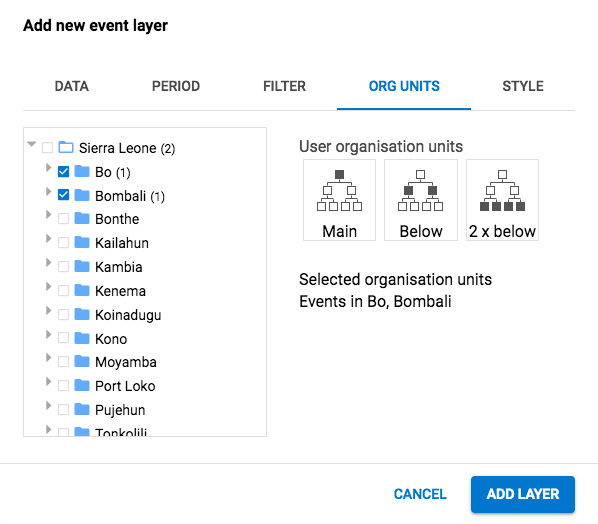 Add new event layer
DATA PERIOD FILTER ORG UNITS STYLE
Sierra Leone (2)
Bo (1)
Bombali (1)
Bonthe
Kailahun
Kambia
Kenema
Koinadugu
Kono
Moyamba
Port Loko
Pujehun
Tonkolili
User organisation units
Main Below 2 x below
Selected organisation units
Events in Bo, Bombali
CANCEL ADD LAYER